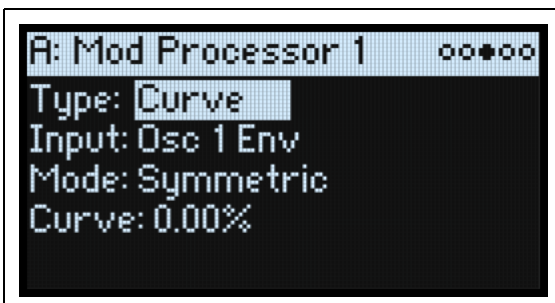 A: Mod Processor 1
Type: Curve
Input: Osc 1 Env
Mode: Symmetric
Curve: 0.00%